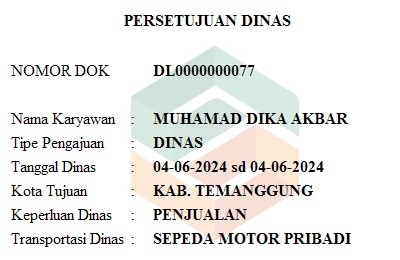 PERSETUJUAN DINAS
NOMOR DOK DL0000000077
Nama Karyawan : MUHAMAD DIKA AKBAR
Tipe Pengajuan : DINAS
Tanggal Dinas : 04-06-2024 sd 04-06-2024
Kota Tujuan : KAB. TEMANGGUNG
Keperluan Dinas : PENJUALAN
Transportasi Dinas : SEPEDA MOTOR PRIBADI